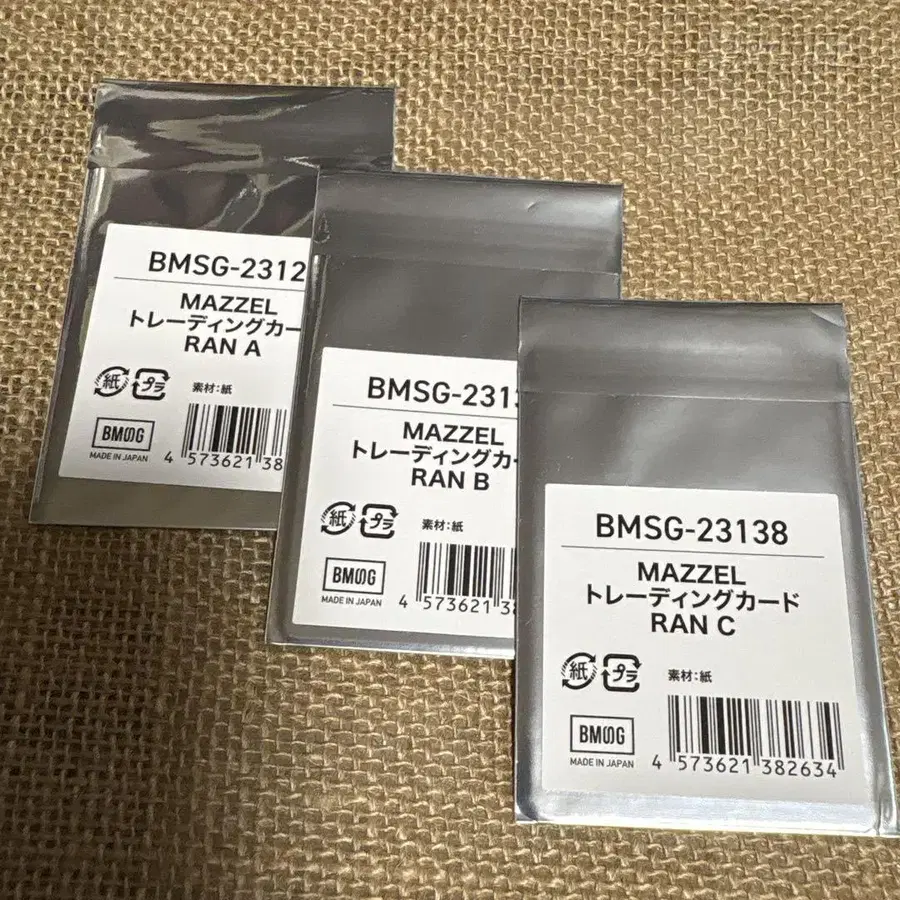 BMSG-2312
MAZZEL
トレーディングカー
RAN A
紙 プラ 素材:紙
BMSG
MADE IN JAPAN
4 573621 38
BMSG-231
MAZZEL
トレーディングカ
RAN B
紙 プラ 素材:紙
BMSG
MADE IN JAPAN
4 573621 38
BMSG-23138
MAZZEL
トレーディングカード
RAN C
紙 プラ 素材:紙
BMSG
MADE IN JAPAN
4 573621 382634